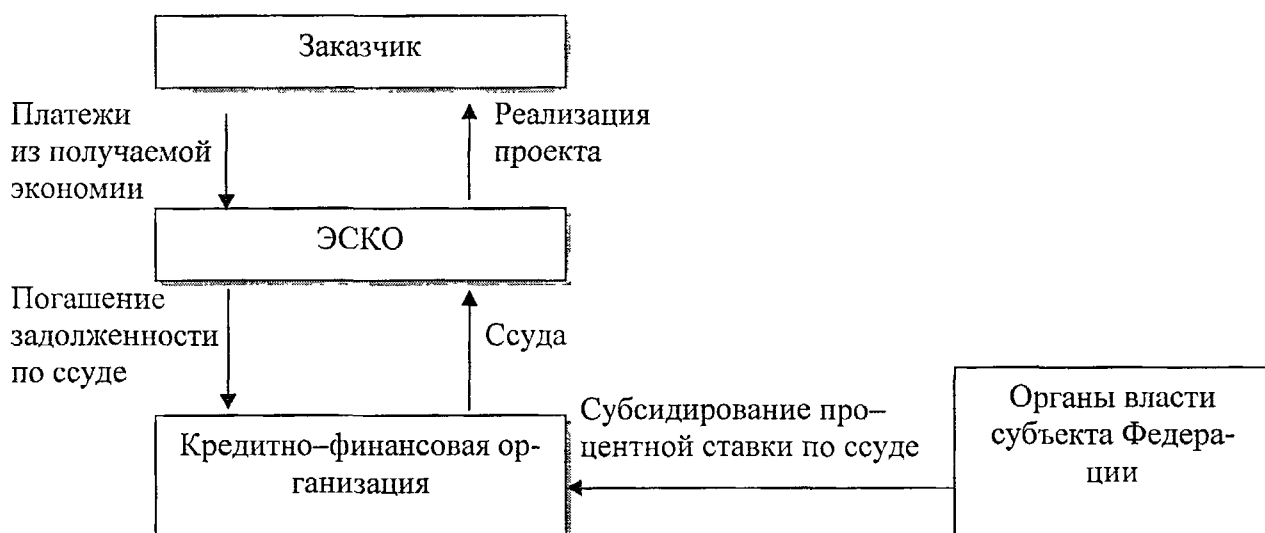 Заказчик
Платежи
из получаемой
экономии
Реализация
проекта
ЭСКО
Погашение
задолженности
по ссуде
Ссуда
Кредитно–финансовая ор-
ганизация
Субсидирование про–
центной ставки по ссуде
Органы власти
субъекта Федера-
ции